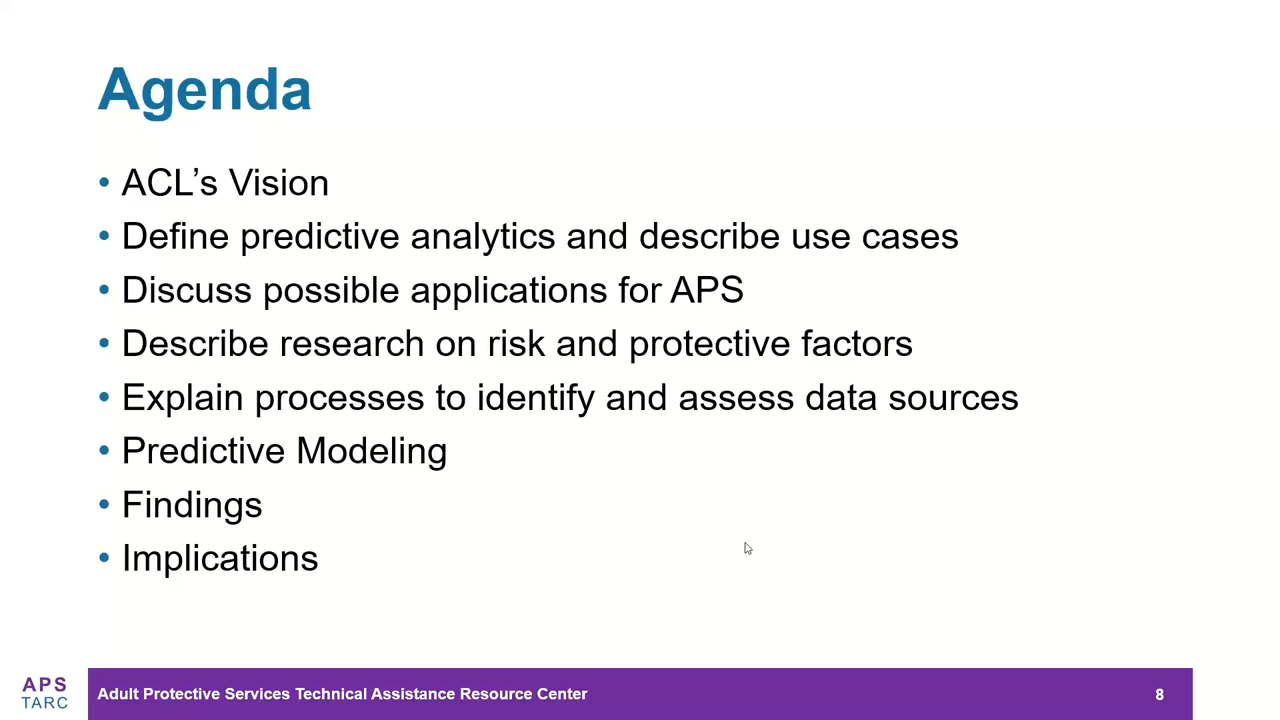 Agenda
• ACL’s Vision
• Define predictive analytics and describe use cases
• Discuss possible applications for APS
• Describe research on risk and protective factors
• Explain processes to identify and assess data sources
• Predictive Modeling
• Findings
• Implications
APS
TARC
Adult Protective Services Technical Assistance Resource Center
8